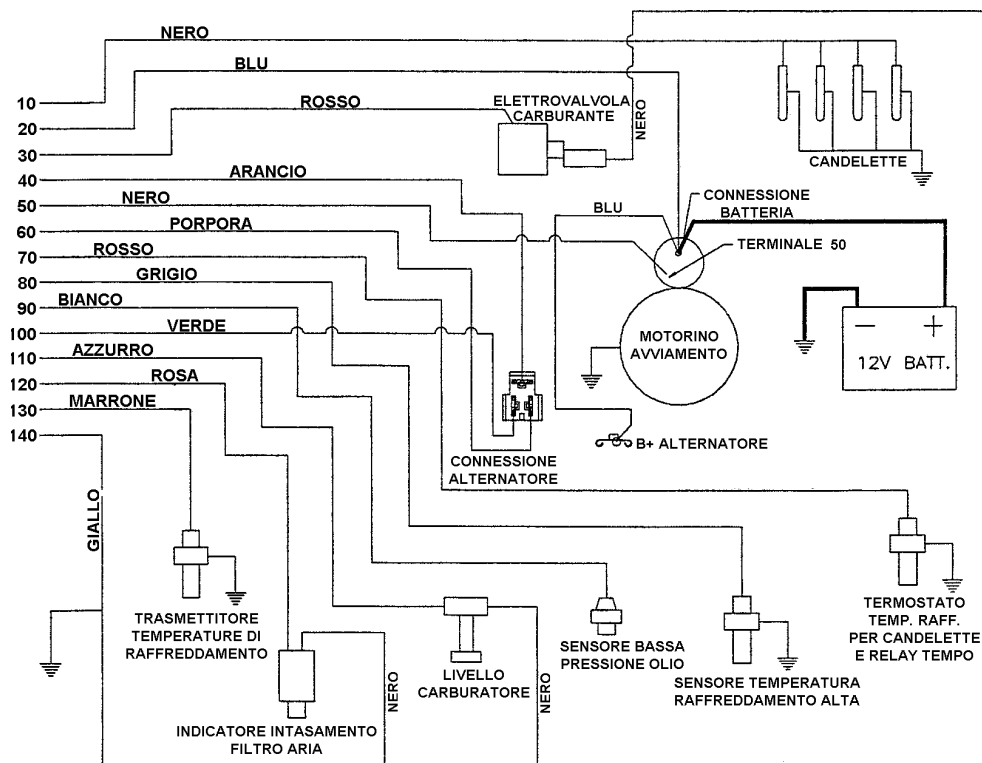 NERO
BLU
ROSSO
ELETTROVALVOLA
CARBURANTE
NERO
CANDELETTE
10
20
30
40
ARANCIO
50
NERO
60
PORPORA
70
ROSSO
80
GRIGIO
90
BIANCO
100
VERDE
110
AZZURRO
120
ROSA
130
MARRONE
140
GIALLO
BLU
CONNESSIONE
BATTERIA
TERMINALE 50
MOTORINO
AVVIAMENTO
− +
12V BATT.
B+ ALTERNATORE
CONNESSIONE
ALTERNATORE
TRASMETTITORE
TEMPERATURE DI
RAFFREDDAMENTO
INDICATORE INTASAMENTO
FILTRO ARIA
NERO
LIVELLO
CARBURATORE
NERO
SENSORE BASSA
PRESSIONE OLIO
SENSORE TEMPERATURA
RAFFREDDAMENTO ALTA
TERMOSTATO
TEMP. RAFF.
PER CANDELETTE
E RELAY TEMPO